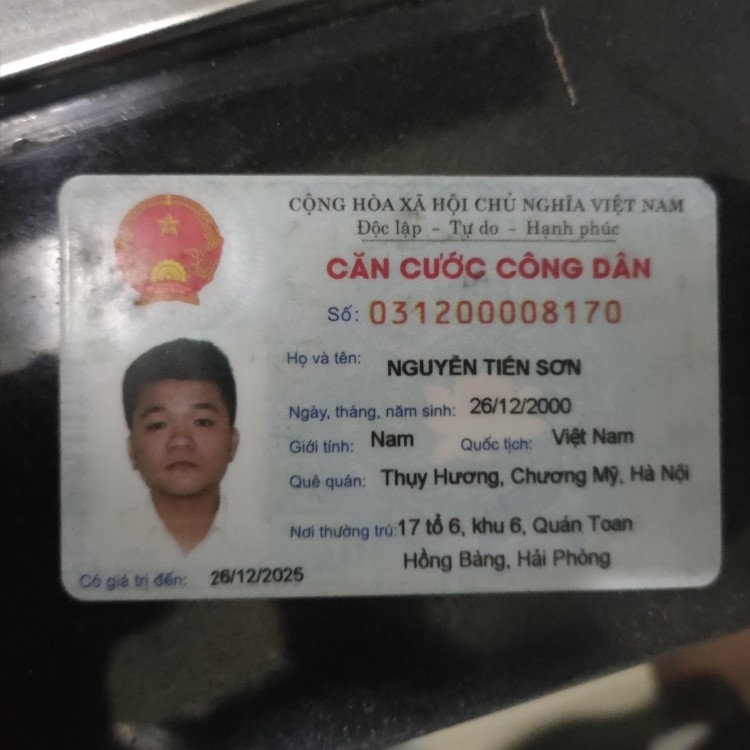 CỘNG HÒA XÃ HỘI CHỦ NGHĨA VIỆT NAM
Độc lập - Tự do - Hạnh phúc
CĂN CƯỚC CÔNG DÂN
Số: 031200008170
Họ và tên: NGUYỄN TIẾN SƠN
Ngày, tháng, năm sinh: 26/12/2000
Giới tính: Nam Quốc tịch: Việt Nam
Quê quán: Thụy Hương, Chương Mỹ, Hà Nội
Nơi thường trú: 17 tổ 6, khu 6, Quán Toan
Hồng Bàng, Hải Phòng
Có giá trị đến: 26/12/2025